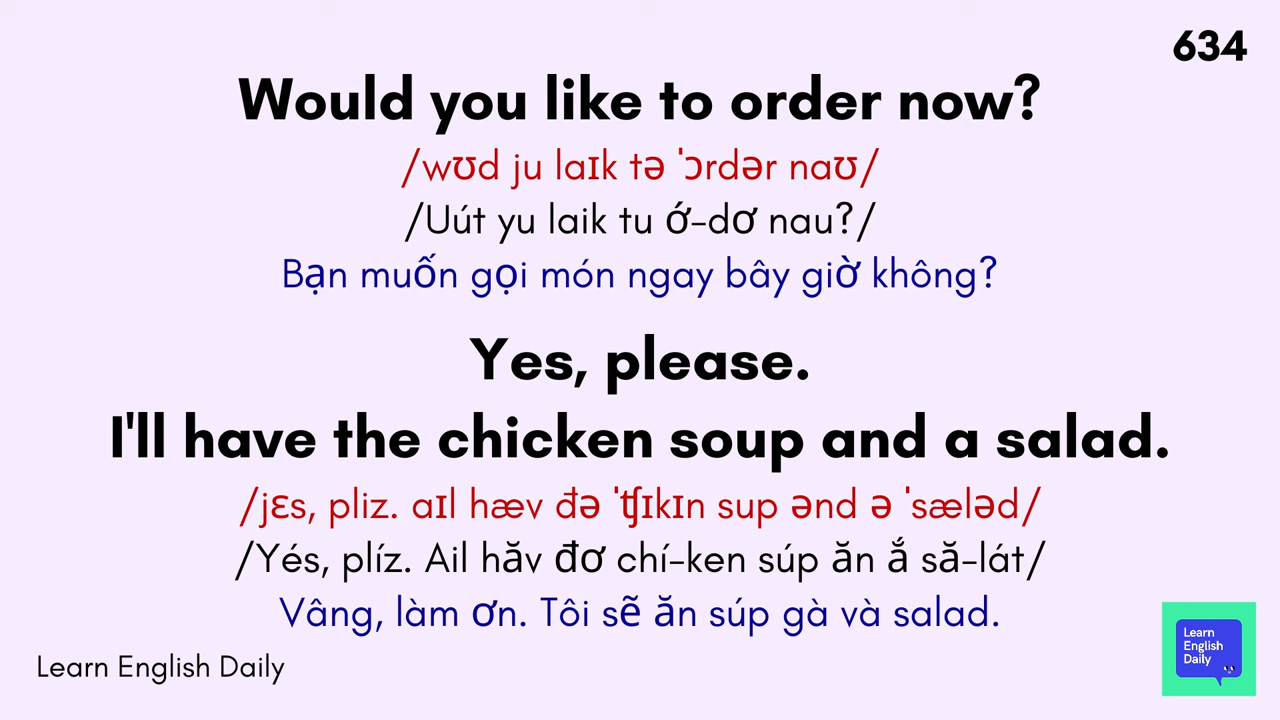 634
Would you like to order now?
/wʊd ju laɪk tə ˈɔrdər naʊ/
/Uút yu laik tu ớ-dơ nau?/
Bạn muốn gọi món ngay bây giờ không?
Yes, please.
I'll have the chicken soup and a salad.
/jɛs, pliz. aɪl hæv đə ˈʧɪkɪn sup ənd ə ˈsæləd/
/Yés, plíz. Ail hăv đơ chí-ken súp ăn ắ să-lát/
Vâng, làm ơn. Tôi sẽ ăn súp gà và salad.
Learn English Daily
Learn
English
Daily